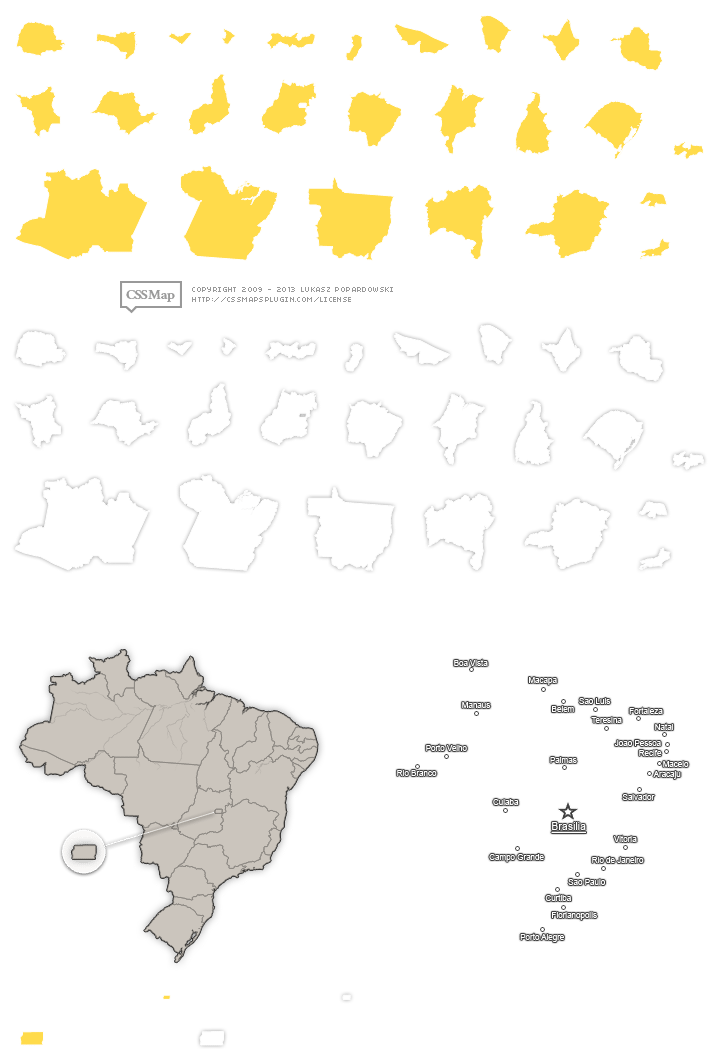 CSSMap
COPYRIGHT 2009 - 2013 LUKASZ POPARDOWSKI
HTTP://CSSMAPSPLUGIN.COM/LICENSE
Boa Vista
Macapa
Manaus
Belem
Sao Luis
Fortaleza
Teresina
Natal
Joao Pessoa
Recife
Porto Velho
Palmas
Maceio
Rio Branco
Aracaju
Salvador
Cuiaba
Brasilia
Vitoria
Campo Grande
Rio de Janeiro
Sao Paulo
Curtiba
Florianopolis
Porto Alegre